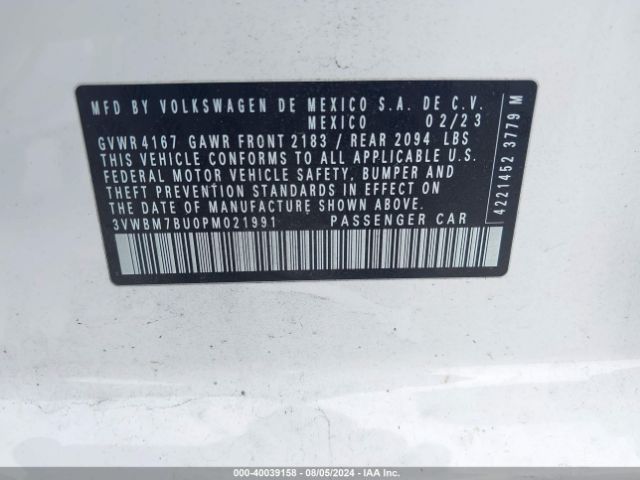 MFD BY VOLKSWAGEN DE MEXICO S.A. DE C.V.
MEXICO 02/23
GVWR 4167 GAWR FRONT 2183 / REAR 2094 LBS
THIS VEHICLE CONFORMS TO ALL APPLICABLE U.S.
FEDERAL MOTOR VEHICLE SAFETY, BUMPER AND
THEFT PREVENTION STANDARDS IN EFFECT ON
THE DATE OF MANUFACTURE SHOWN ABOVE.
3VWBM7BU0PM021991 PASSENGER CAR
4221452 3779 M
000-40039158 - 08/05/2024 - IAA Inc.